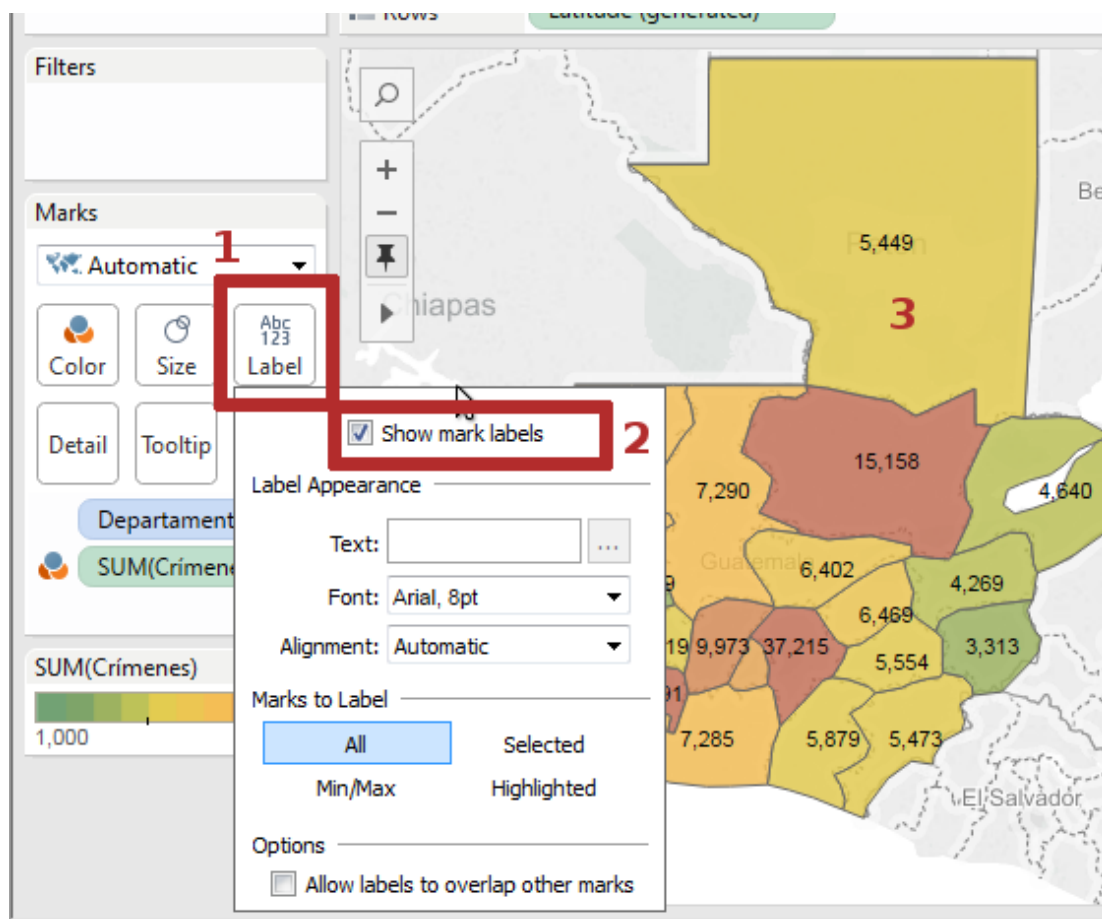 Rows
Latitude (generated)
Filters
Marks
1
Automatic
Color
Size
Abc
123
Label
Detail
Tooltip
Departament
SUM(Crímene
SUM(Crímenes)
1,000
Show mark labels
2
Label Appearance
Text:
...
Font: Arial, 8pt
Alignment: Automatic
Marks to Label
All
Selected
Min/Max
Highlighted
Options
Allow labels to overlap other marks
Chiapas
Be
5,449
3
15,158
7,290
4,640
Guatemala
6,402
4,269
9
6,469
19
9,973
37,215
3,313
5,554
91
7,285
5,879
5,473
El Salvador